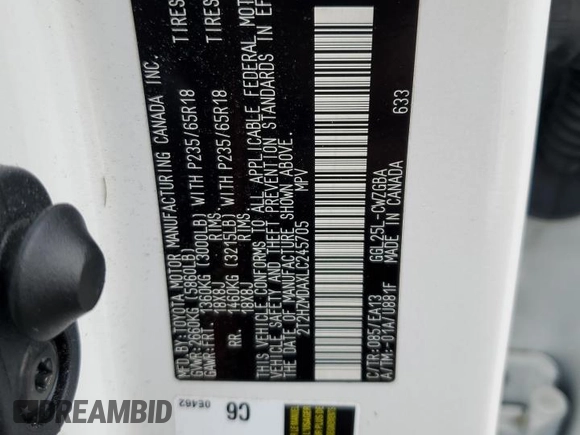 MFD.BY:TOYOTA MOTOR MANUFACTURING CANADA INC.
GVWR:2660KG (5860LB)
GAWR:FRT. 1360KG (3000LB) WITH P235/65R18 TIRES
18X8J RIMS
RR. 1460KG (3215LB) WITH P235/65R18 TIRES
18X8J RIMS
THIS VEHICLE CONFORMS TO ALL APPLICABLE FEDERAL MOT
VEHICLE SAFETY AND THEFT PREVENTION STANDARDS IN EF
THE DATE OF MANUFACTURE SHOWN ABOVE.
2T2HZMDAXLC245705 MPV
633
C/TR:085/EA13 GGL25L-CWZGBA
A/TM:-01A/U881F MADE IN CANADA
C6
0E462
DREAMBID